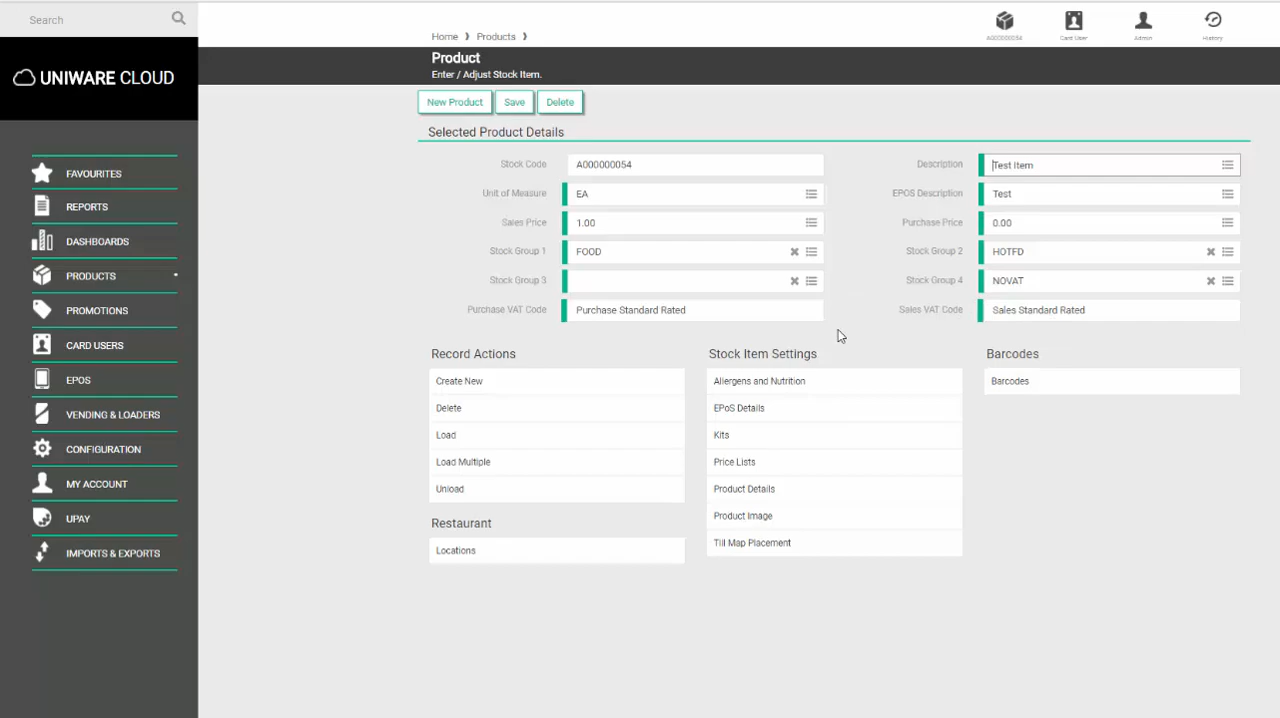 Search
UNIWARE CLOUD
FAVOURITES
REPORTS
DASHBOARDS
PRODUCTS
PROMOTIONS
CARD USERS
EPOS
VENDING & LOADERS
CONFIGURATION
MY ACCOUNT
UPAY
IMPORTS & EXPORTS
Home ❯ Products ❯
A000000054 Card User Admin History
Product
Enter / Adjust Stock Item.
New Product Save Delete
Selected Product Details
Stock Code A000000054 Description Test Item
Unit of Measure EA EPOS Description Test
Sales Price 1.00 Purchase Price 0.00
Stock Group 1 FOOD Stock Group 2 HOTFD
Stock Group 3 Stock Group 4 NOVAT
Purchase VAT Code Purchase Standard Rated Sales VAT Code Sales Standard Rated
Record Actions
Create New
Delete
Load
Load Multiple
Unload
Restaurant
Locations
Stock Item Settings
Allergens and Nutrition
EPoS Details
Kits
Price Lists
Product Details
Product Image
Till Map Placement
Barcodes
Barcodes